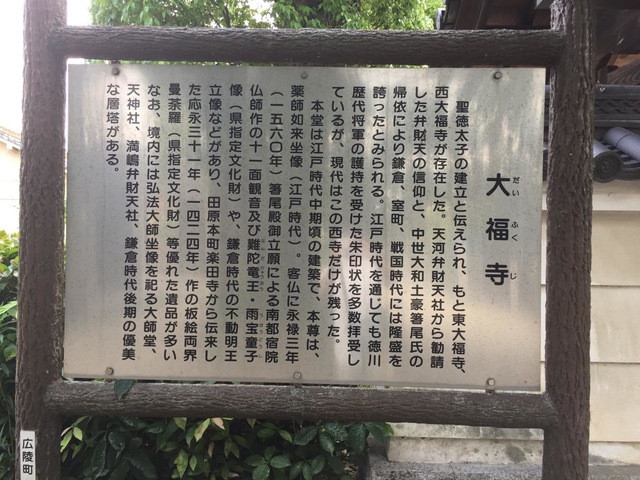 大福寺
だいふくじ
聖徳太子の建立と伝えられ、もと東大福寺、
西大福寺が存在した。天河弁財天社から勧請
した弁財天の信仰と、中世大和土豪箸尾氏の
帰依により鎌倉、室町、戦国時代には隆盛を
誇ったとみられる。江戸時代を通じても徳川
歴代将軍の護持を受けた朱印状を多数拝受し
ているが、現代はこの西寺だけが残った。
本堂は江戸時代中期頃の建築で、本尊は、
薬師如来坐像（江戸時代）。客仏に永禄三年
（一五六〇年）箸尾殿御立願による南都宿院
仏師作の十一面観音及び難陀竜王・雨宝童子
像（県指定文化財）や、鎌倉時代の不動明王
立像などがあり、田原本町楽田寺から伝来し
た応永三十一年（一四二四年）作の板絵両界
曼荼羅（県指定文化財）等優れた遺品が多い
なお、境内には弘法大師坐像を祀る大師堂、
天神社、満嶋弁財天社、鎌倉時代後期の優美
な層塔がある。
広陵町